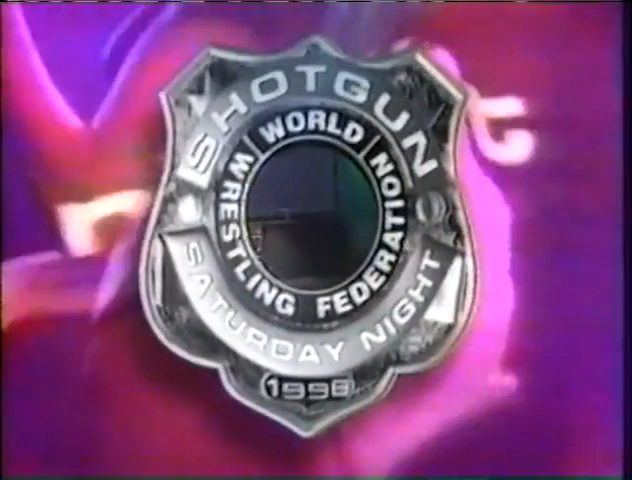 SHOTGUN
WORLD
WRESTLING FEDERATION
SATURDAY NIGHT
1998